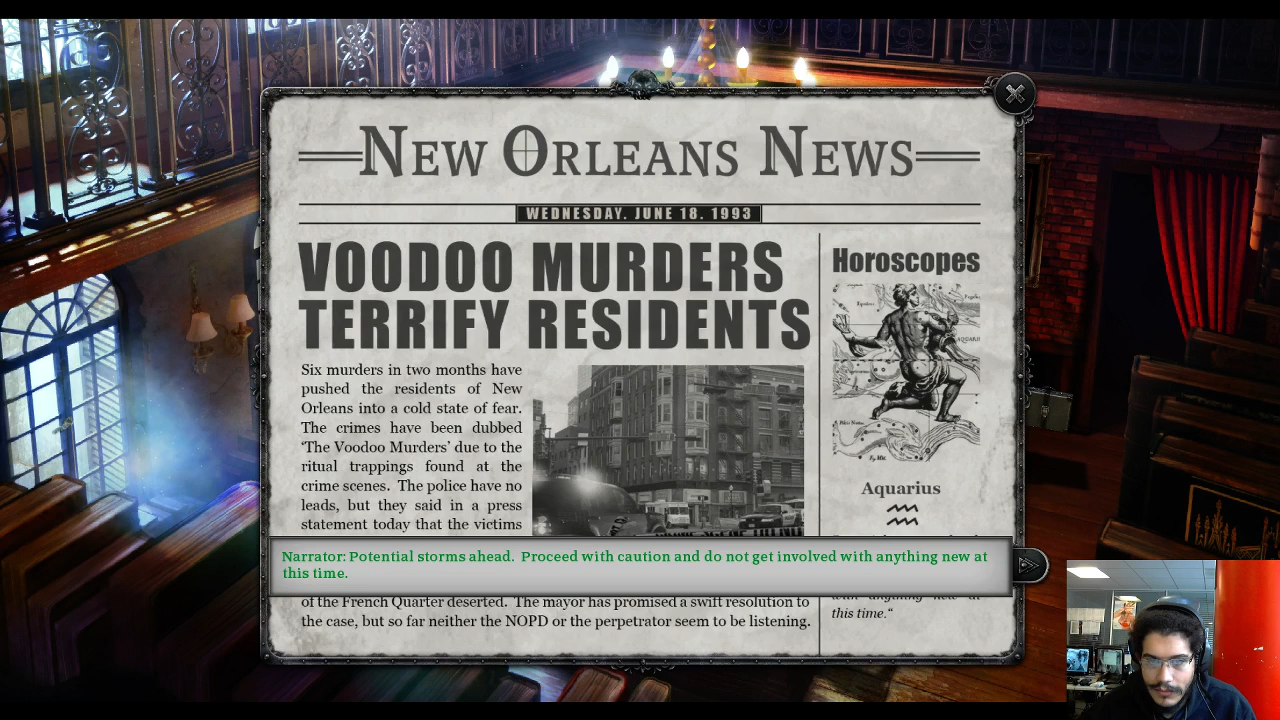 New Orleans News
WEDNESDAY. JUNE 18. 1993
VOODOO MURDERS
TERRIFY RESIDENTS
Six murders in two months have
pushed the residents of New
Orleans into a cold state of fear.
The crimes have been dubbed
‘The Voodoo Murders’ due to the
ritual trappings found at the
crime scenes. The police have no
leads, but they said in a press
statement today that the victims
of the French Quarter deserted. The mayor has promised a swift resolution to
the case, but so far neither the NOPD or the perpetrator seem to be listening.
Horoscopes
Aquarius
this time.“
Narrator: Potential storms ahead. Proceed with caution and do not get involved with anything new at
this time.